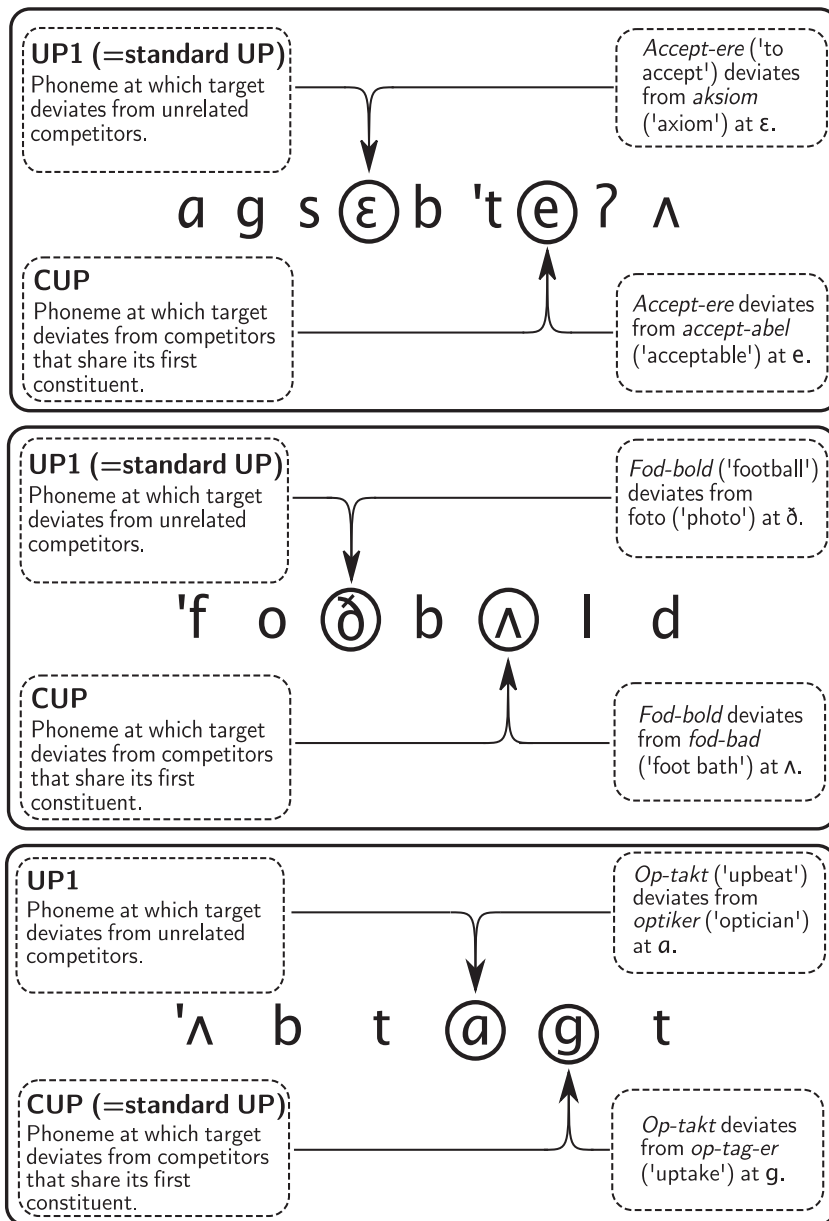 UP1 (=standard UP)
Phoneme at which target
deviates from unrelated
competitors.
Accept-ere ('to
accept') deviates
from aksiom
('axiom') at ɛ.
ɑ g s ɛ b 't e ʔ ʌ
CUP
Phoneme at which target
deviates from competitors
that share its first
constituent.
Accept-ere deviates
from accept-abel
('acceptable') at e.
UP1 (=standard UP)
Phoneme at which target
deviates from unrelated
competitors.
Fod-bold ('football')
deviates from
foto ('photo') at ð.
'f o ð̌ b ʌ l d
CUP
Phoneme at which target
deviates from competitors
that share its first
constituent.
Fod-bold deviates
from fod-bad
('foot bath') at ʌ.
UP1
Phoneme at which target
deviates from unrelated
competitors.
Op-takt ('upbeat')
deviates from
optiker ('optician')
at ɑ.
'ʌ b t ɑ g t
CUP (=standard UP)
Phoneme at which target
deviates from competitors
that share its first
constituent.
Op-takt deviates
from op-tag-er
('uptake') at g.